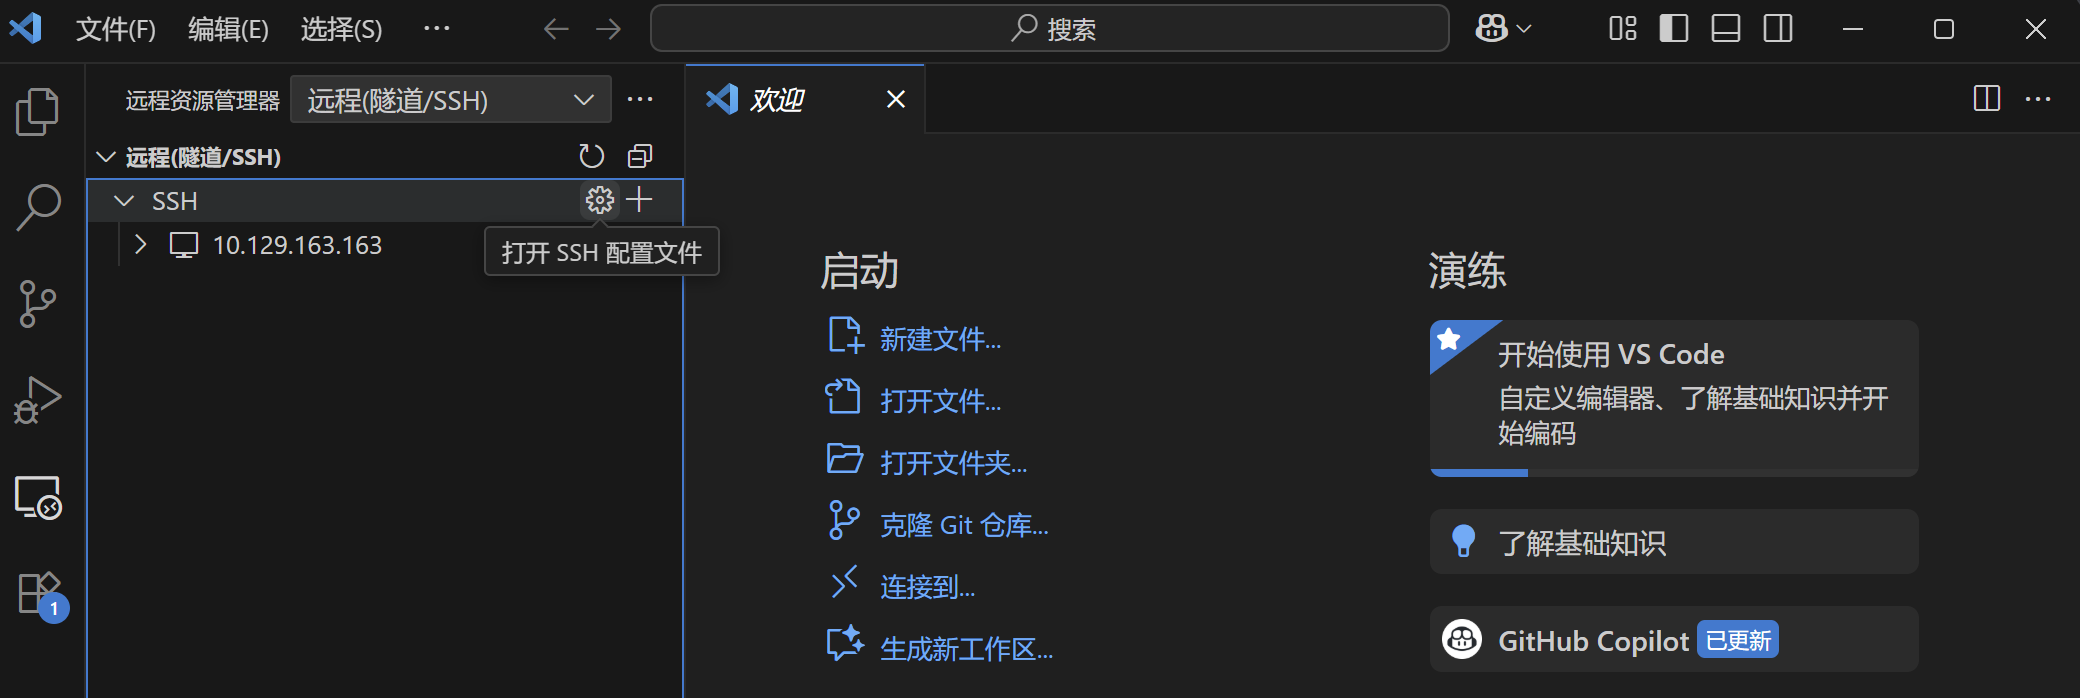 文件(F) 编辑(E) 选择(S) ··· 搜索
远程资源管理器 远程(隧道/SSH) ···
欢迎
远程(隧道/SSH)
SSH
10.129.163.163
打开 SSH 配置文件
启动
新建文件...
打开文件...
打开文件夹...
克隆 Git 仓库...
连接到...
生成新工作区...
演练
开始使用 VS Code
自定义编辑器、了解基础知识并开
始编码
了解基础知识
GitHub Copilot 已更新
1